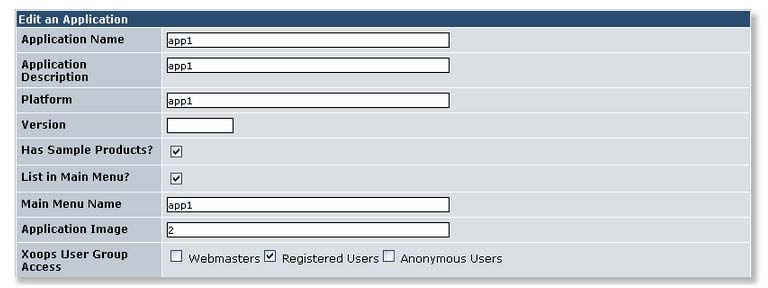 Edit an Application
Application Name app1
Application
Description app1
Platform app1
Version
Has Sample Products?
List in Main Menu?
Main Menu Name app1
Application Image 2
Xoops User Group
Access Webmasters Registered Users Anonymous Users